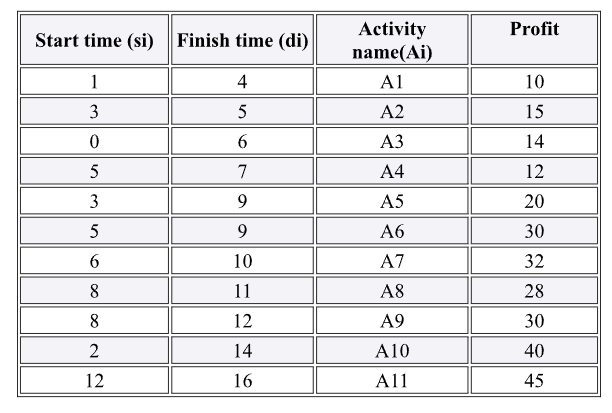 Start time (si) Finish time (di) Activity name(Ai) Profit
1 4 A1 10
3 5 A2 15
0 6 A3 14
5 7 A4 12
3 9 A5 20
5 9 A6 30
6 10 A7 32
8 11 A8 28
8 12 A9 30
2 14 A10 40
12 16 A11 45